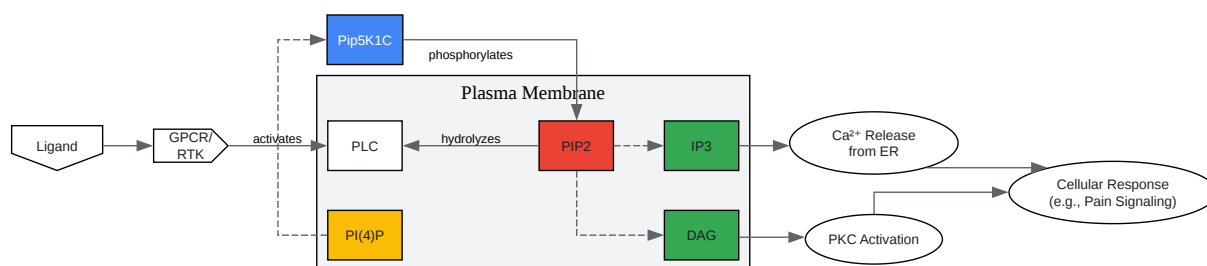 Pip5K1C
phosphorylates
Plasma Membrane
Ligand
GPCR/
RTK
activates
PLC
hydrolyzes
PIP2
IP3
Ca²⁺ Release
from ER
Cellular Response
(e.g., Pain Signaling)
PI(4)P
DAG
PKC Activation